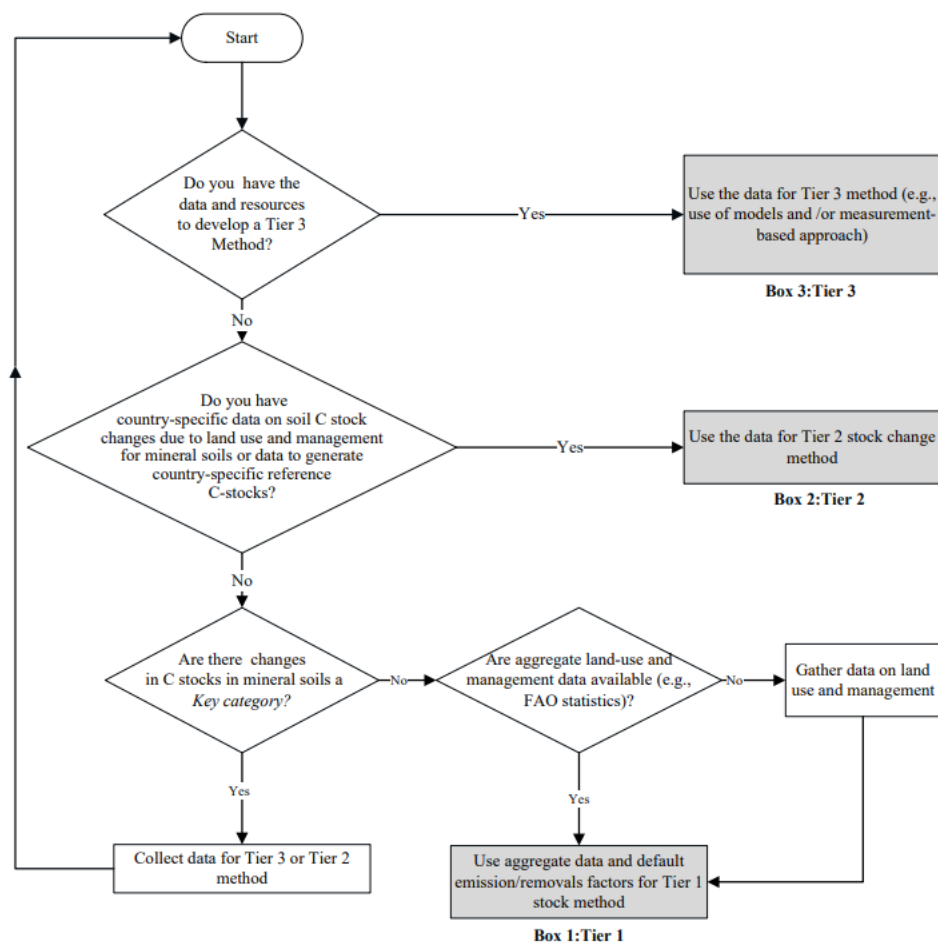 Start
Do you  have the
data and resources
to develop a Tier 3
Method?
Yes
Use the data for Tier 3 method (e.g.,
use of models and /or measurement-
based approach)
Box 3:Tier 3
No
Do you have
country-specific data on soil C stock
changes due to land use and management
for mineral soils or data to generate
country-specific reference
C-stocks?
Yes
Use the data for Tier 2 stock change
method
Box 2:Tier 2
No
Are there  changes
in C stocks in mineral soils a
Key category?
No
Are aggregate land-use and
management data available (e.g.,
FAO statistics)?
No
Gather data on land
use and management
Yes
Yes
Collect data for Tier 3 or Tier 2
method
Use aggregate data and default
emission/removals factors for Tier 1
stock method
Box 1:Tier 1